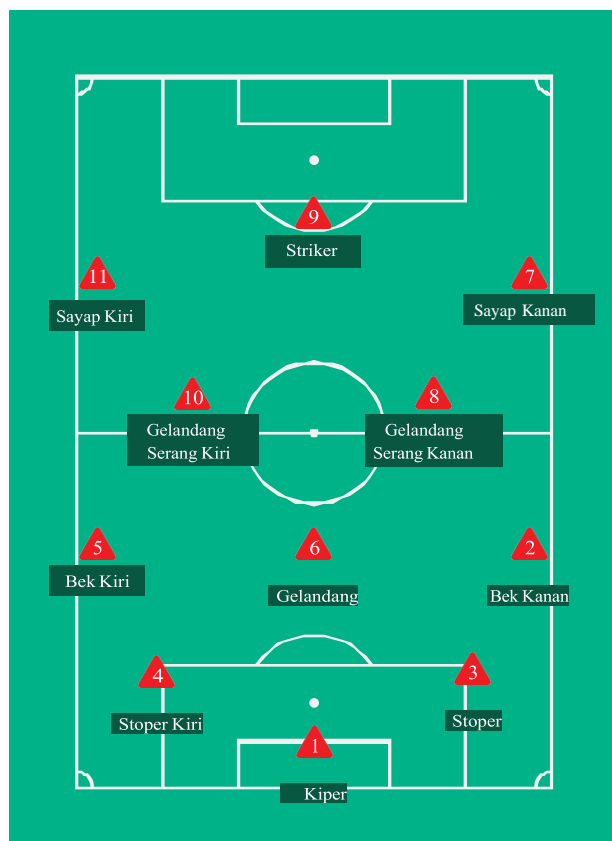 9
Striker
11
7
Sayap Kiri
Sayap Kanan
10
8
Gelandang
Serang Kiri
Gelandang
Serang Kanan
5
6
2
Bek Kiri
Gelandang
Bek Kanan
4
3
Stoper Kiri
Stoper
1
Kiper